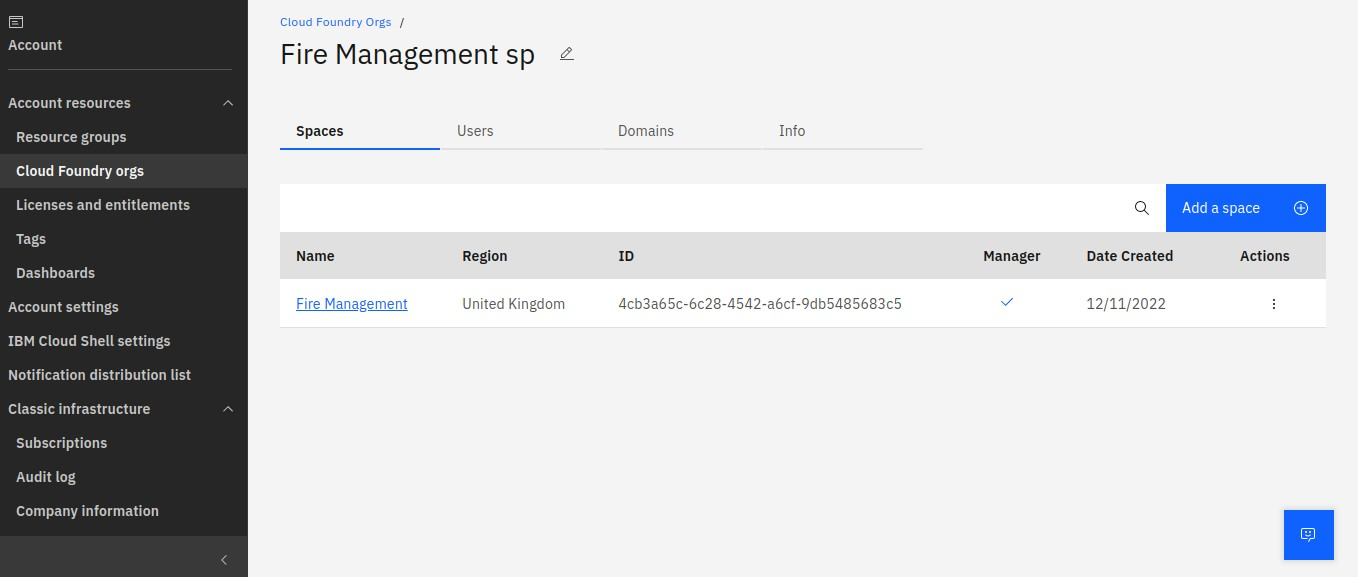 Account
Account resources
Resource groups
Cloud Foundry orgs
Licenses and entitlements
Tags
Dashboards
Account settings
IBM Cloud Shell settings
Notification distribution list
Classic infrastructure
Subscriptions
Audit log
Company information
Cloud Foundry Orgs /
Fire Management sp
Spaces Users Domains Info
Add a space
Name Region ID Manager Date Created Actions
Fire Management United Kingdom 4cb3a65c-6c28-4542-a6cf-9db5485683c5 12/11/2022